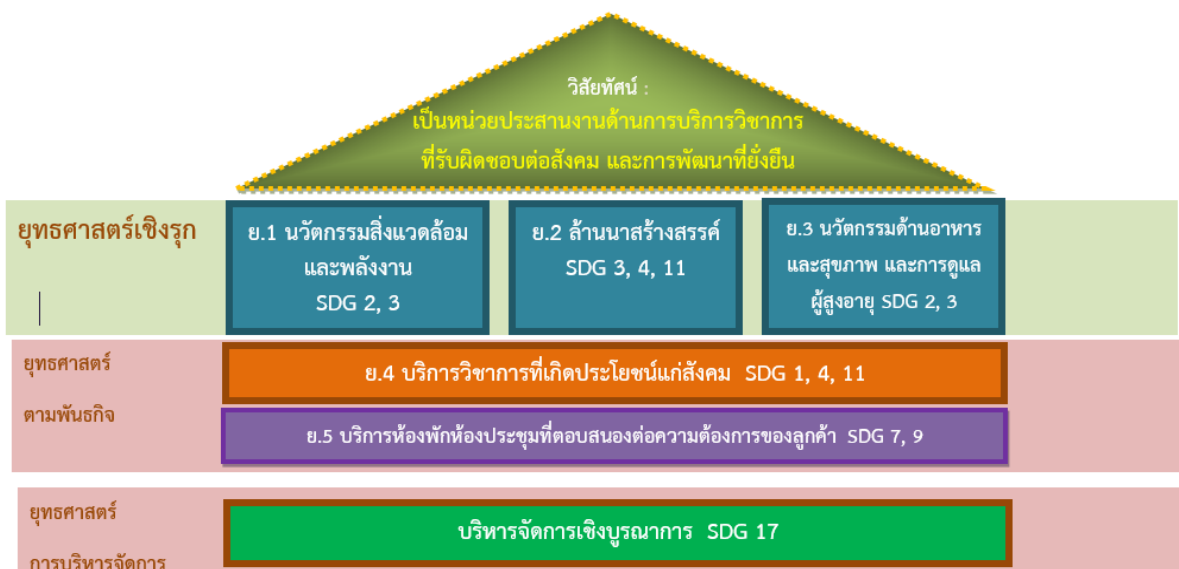 วิสัยทัศน์ :
เป็นหน่วยประสานงานด้านการบริการวิชาการ
ที่รับผิดชอบต่อสังคม และการพัฒนาที่ยั่งยืน
ยุทธศาสตร์เชิงรุก
ย.1 นวัตกรรมสิ่งแวดล้อม
และพลังงาน
SDG 2, 3
ย.2 ล้านนาสร้างสรรค์
SDG 3, 4, 11
ย.3 นวัตกรรมด้านอาหาร
และสุขภาพ และการดูแล
ผู้สูงอายุ SDG 2, 3
ยุทธศาสตร์
ตามพันธกิจ
ย.4 บริการวิชาการที่เกิดประโยชน์แก่สังคม SDG 1, 4, 11
ย.5 บริการห้องพักห้องประชุมที่ตอบสนองต่อความต้องการของลูกค้า SDG 7, 9
ยุทธศาสตร์
การบริหารจัดการ
บริหารจัดการเชิงบูรณาการ SDG 17